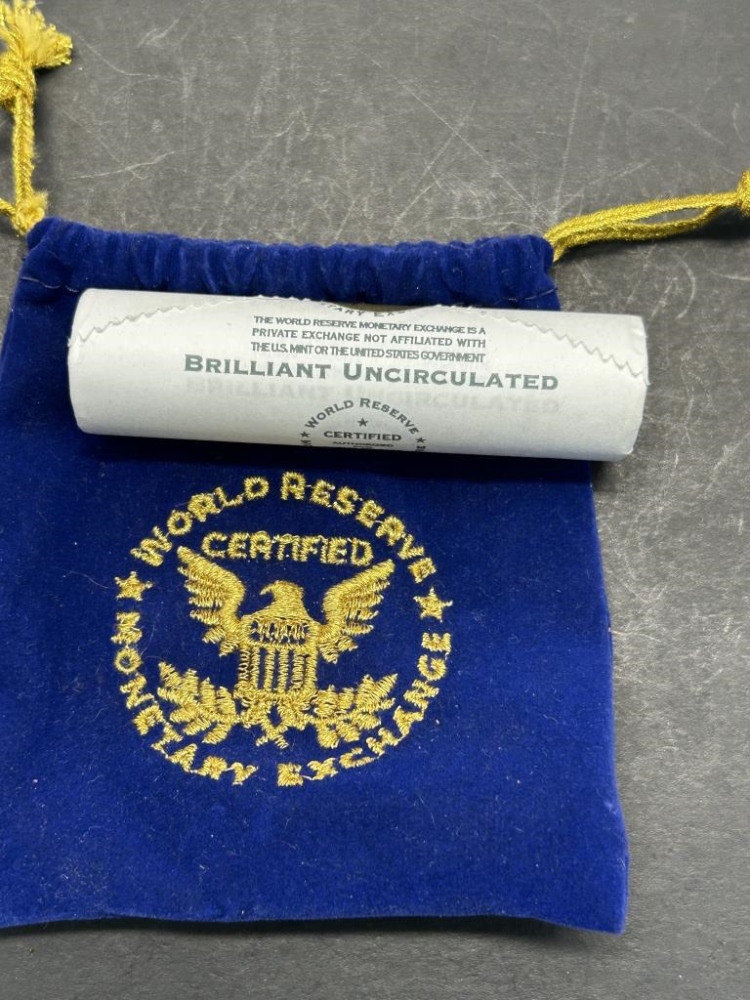 THE WORLD RESERVE MONETARY EXCHANGE IS A
PRIVATE EXCHANGE NOT AFFILIATED WITH
THE U.S. MINT OR THE UNITED STATES GOVERNMENT
BRILLIANT UNCIRCULATED
WORLD RESERVE
CERTIFIED
WORLD RESERVE
CERTIFIED
MONETARY EXCHANGE